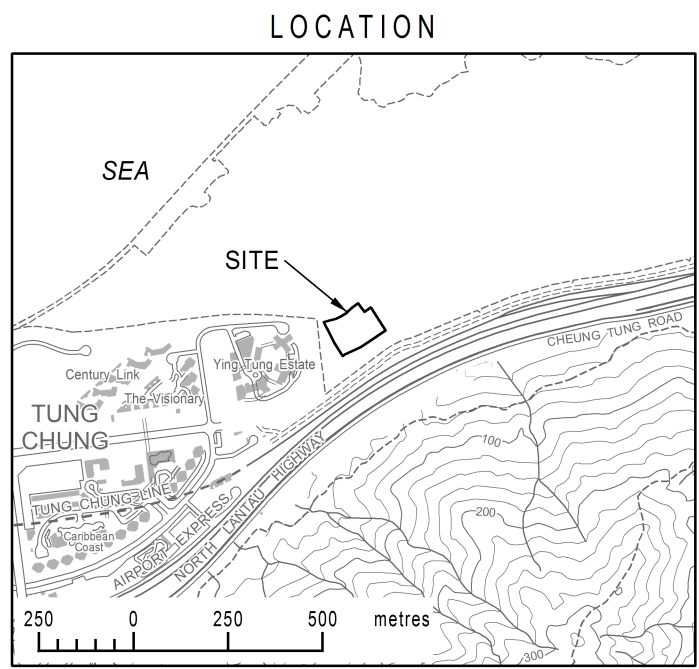 LOCATION
SEA
SITE
CHEUNG TUNG ROAD
Century Link
Ying Tung Estate
The Visionary
TUNG
CHUNG
100
NORTH LANTAU HIGHWAY
TUNG CHUNG LINE
200
AIRPORT EXPRESS
Caribbean
Coast
250 0 250 500 metres
300